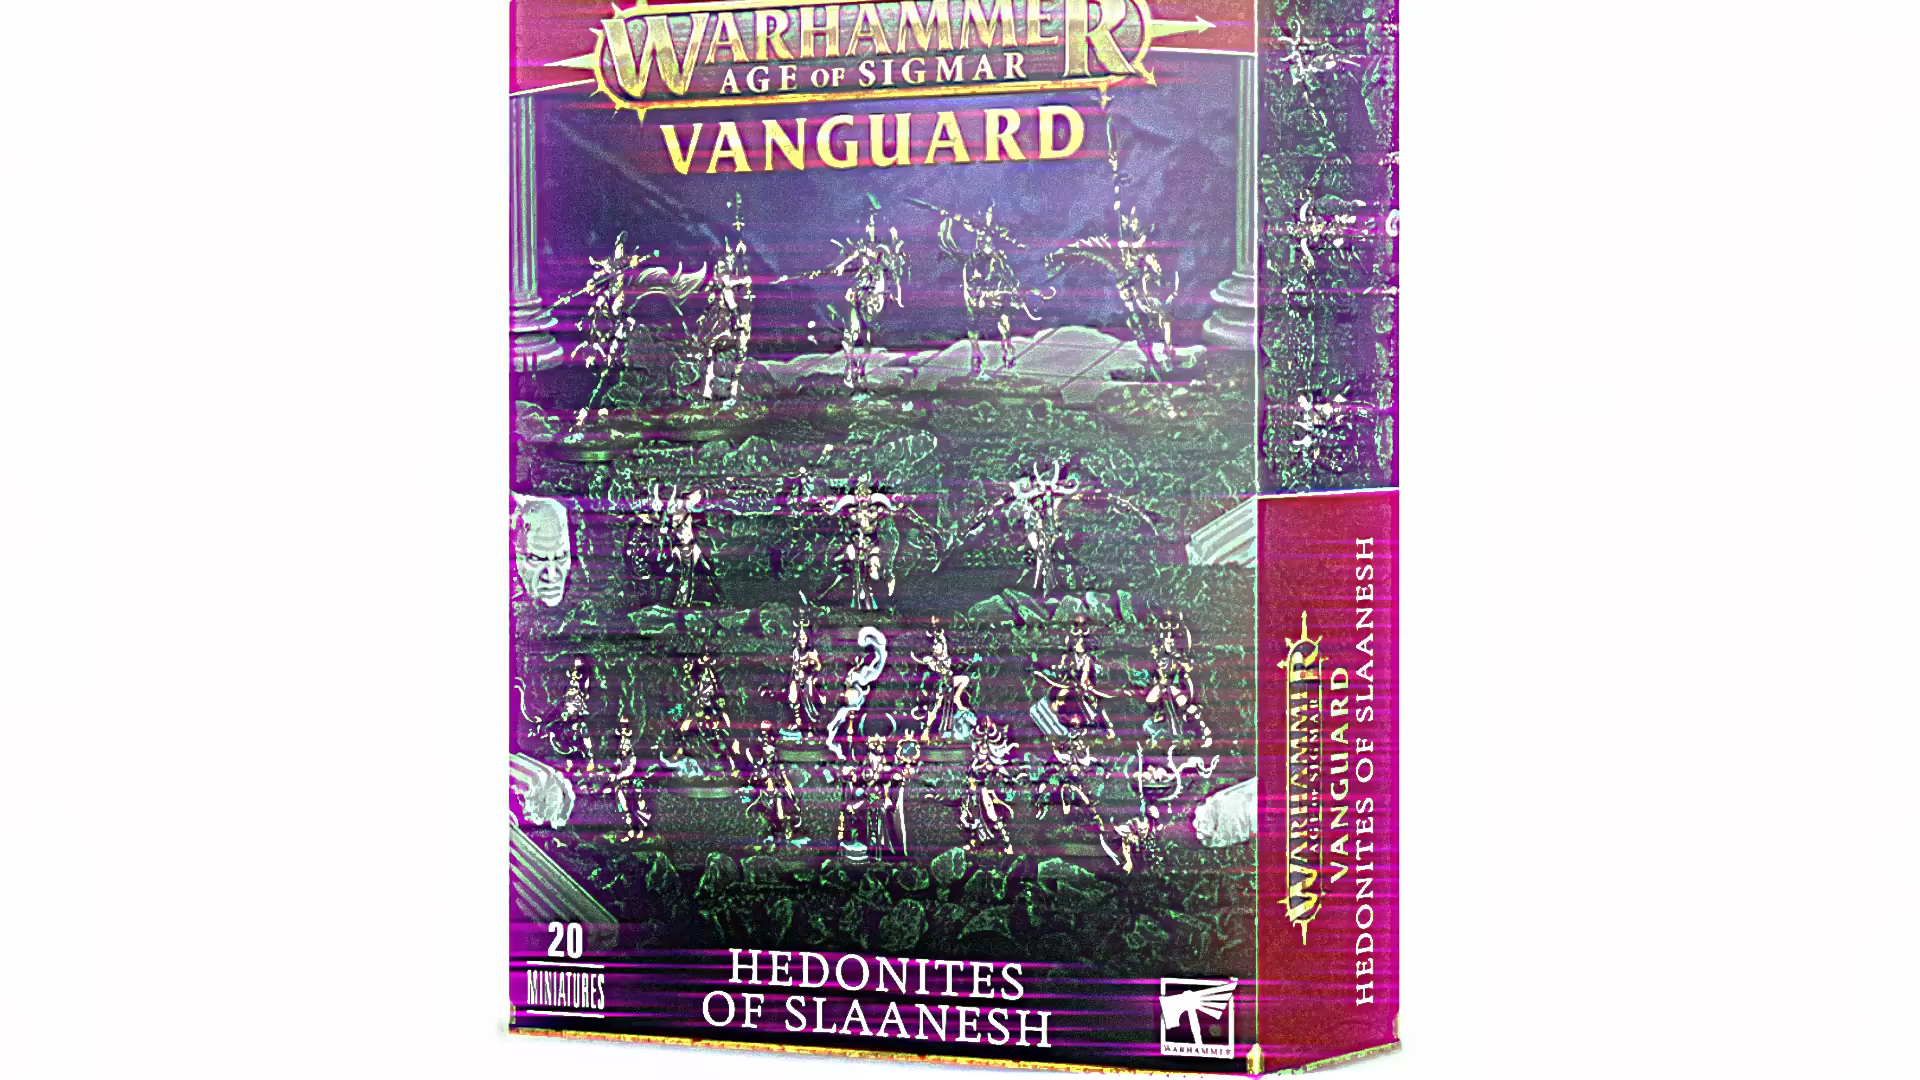 WARHAMMER
AGE OF SIGMAR
VANGUARD
20
MINIATURES
HEDONITES
OF SLAANESH
WARHAMMER
WARHAMMER
AGE OF SIGMAR
VANGUARD
HEDONITES OF SLAANESH